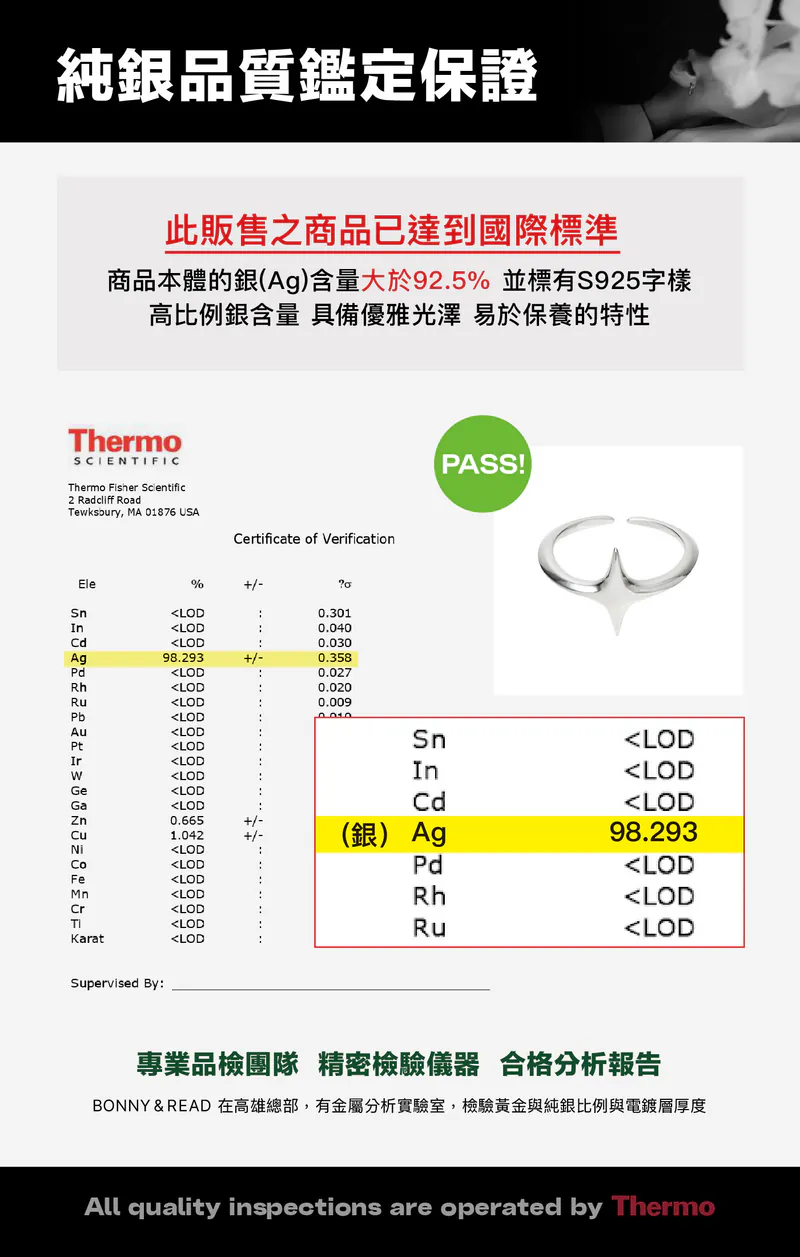 純銀品質鑑定保證
此販售之商品已達到國際標準
商品本體的銀(Ag)含量大於92.5% 並標有S925字樣
高比例銀含量 具備優雅光澤 易於保養的特性
Thermo
SCIENTIFIC
PASS!
Thermo Fisher Scientific
2 Radcliff Road
Tewksbury, MA 01876 USA
Certificate of Verification
Ele % +/- ?σ
Sn <LOD : 0.301
In <LOD : 0.040
Cd <LOD : 0.030
Ag 98.293 +/- 0.358
Pd <LOD : 0.027
Rh <LOD : 0.020
Ru <LOD : 0.009
Pb <LOD :
Au <LOD :
Pt <LOD :
Ir <LOD :
W <LOD :
Ge <LOD :
Ga <LOD :
Zn 0.665 +/-
Cu 1.042 +/-
Ni <LOD :
Co <LOD :
Fe <LOD :
Mn <LOD :
Cr <LOD :
Ti <LOD :
Karat <LOD :
Sn <LOD
In <LOD
Cd <LOD
(銀) Ag 98.293
Pd <LOD
Rh <LOD
Ru <LOD
Supervised By:
專業品檢團隊 精密檢驗儀器 合格分析報告
BONNY & READ 在高雄總部，有金屬分析實驗室，檢驗黃金與純銀比例與電鍍層厚度
All quality inspections are operated by Thermo